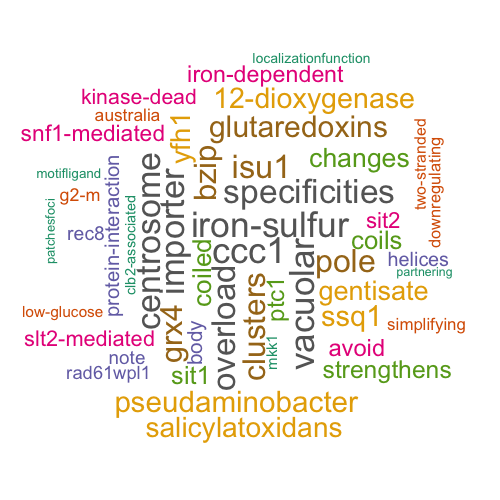 localizationfunction
iron-dependent
kinase-dead
12-dioxygenase
australia
yfh1
glutaredoxins
snf1-mediated
two-stranded
downregulating
bzip
isu1
changes
motifligand
protein-interaction
centrosome
importer
specificities
g2-m
patchesfoci
clb2-associated
rec8
iron-sulfur
sit2
coils
ccc1
vacuolar
pole
helices
partnering
coiled
overload
clusters
ptc1
gentisate
low-glucose
grx4
body
ssq1
simplifying
slt2-mediated
mkk1
avoid
note
rad61wpl1
sit1
strengthens
pseudaminobacter
salicylatoxidans